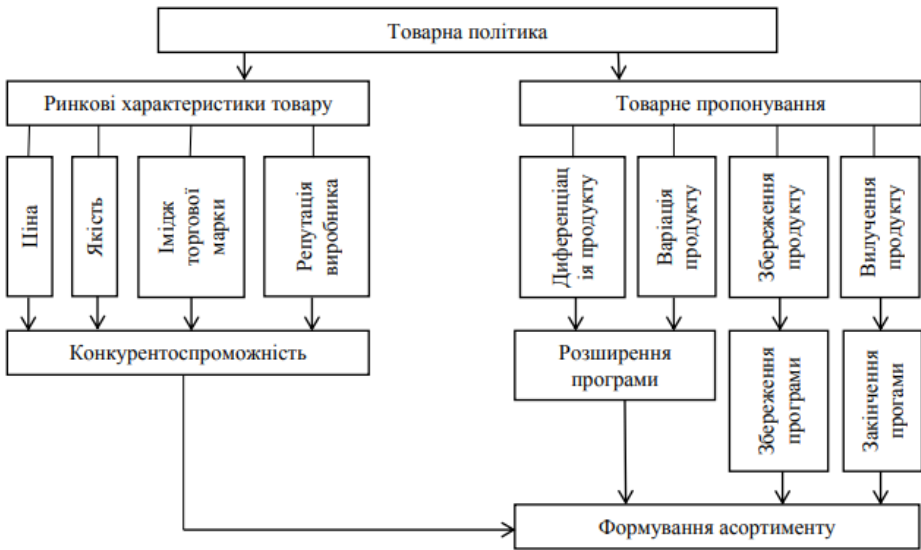 Товарна політика
Ринкові характеристики товару
Товарне пропонування
Ціна
Якість
Імідж
торгової
марки
Репутація
виробника
Диференціац
ія продукту
Варіація
продукту
Збереження
продукту
Вилучення
продукту
Конкурентоспроможність
Розширення
програми
Збереження
програми
Закінчення
прогами
Формування асортименту